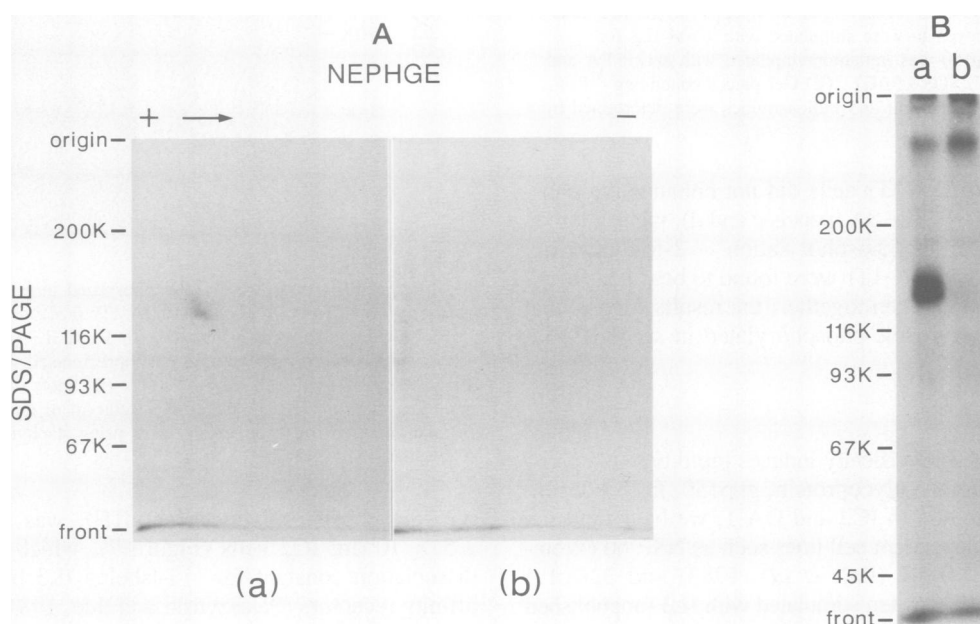 A
NEPHGE
+ → −
origin
200K
116K
93K
67K
front
SDS/PAGE
(a)
(b)
B
a b
origin
200K
116K
93K
67K
45K
front